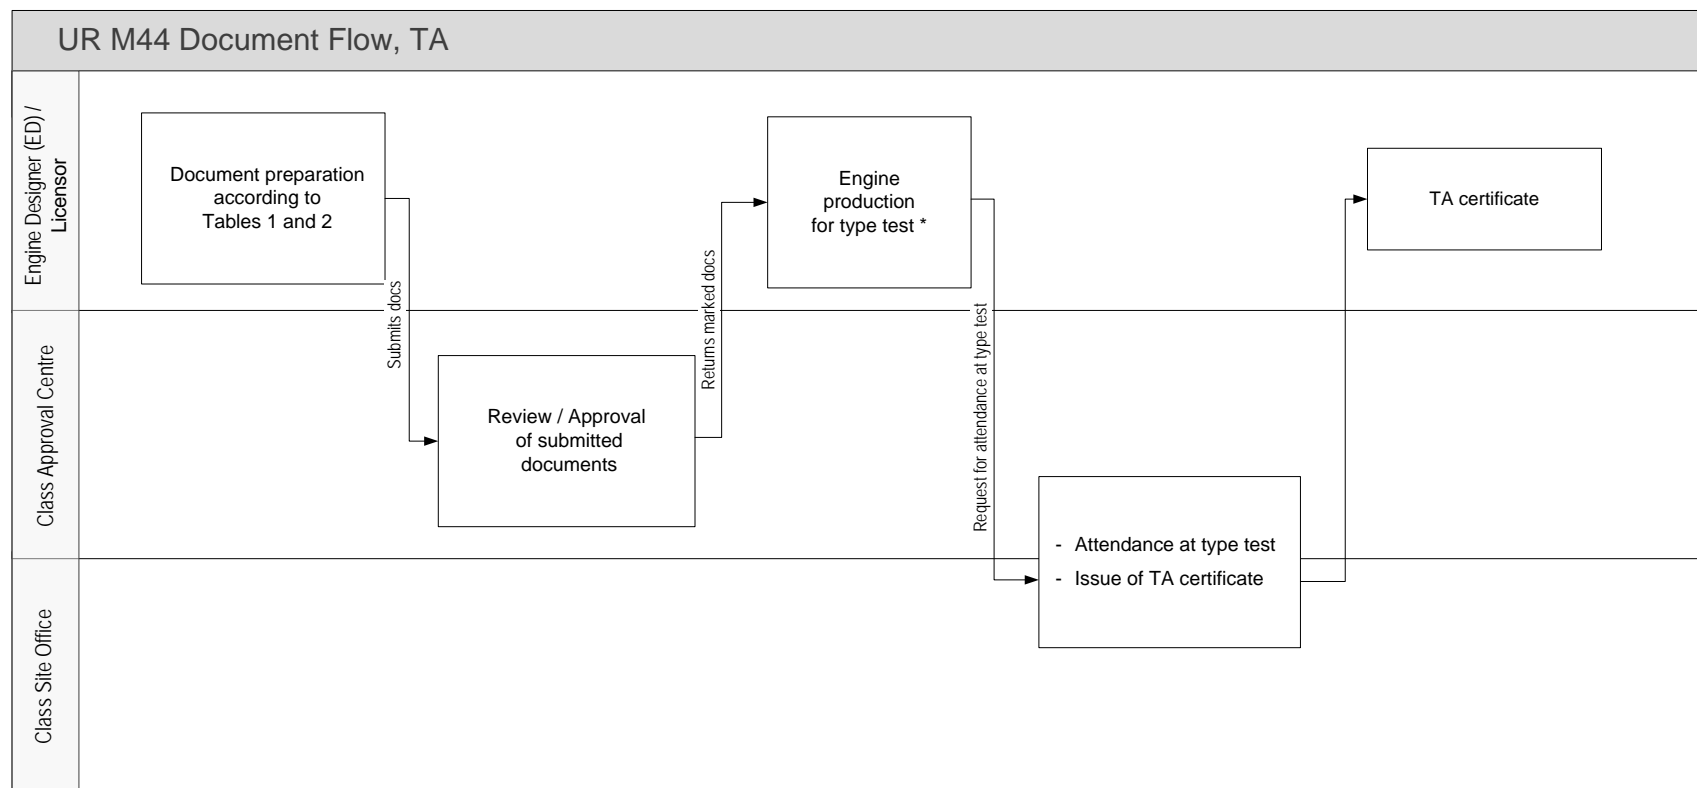 UR M44 Document Flow, TA
Engine Designer (ED) /
Licensor
Document preparation
according to
Tables 1 and 2
Submits docs
Returns marked docs
Engine
production
for type test *
Request for attendance at type test
TA certificate
Class Approval Centre
Review / Approval
of submitted
documents
- Attendance at type test
- Issue of TA certificate
Class Site Office